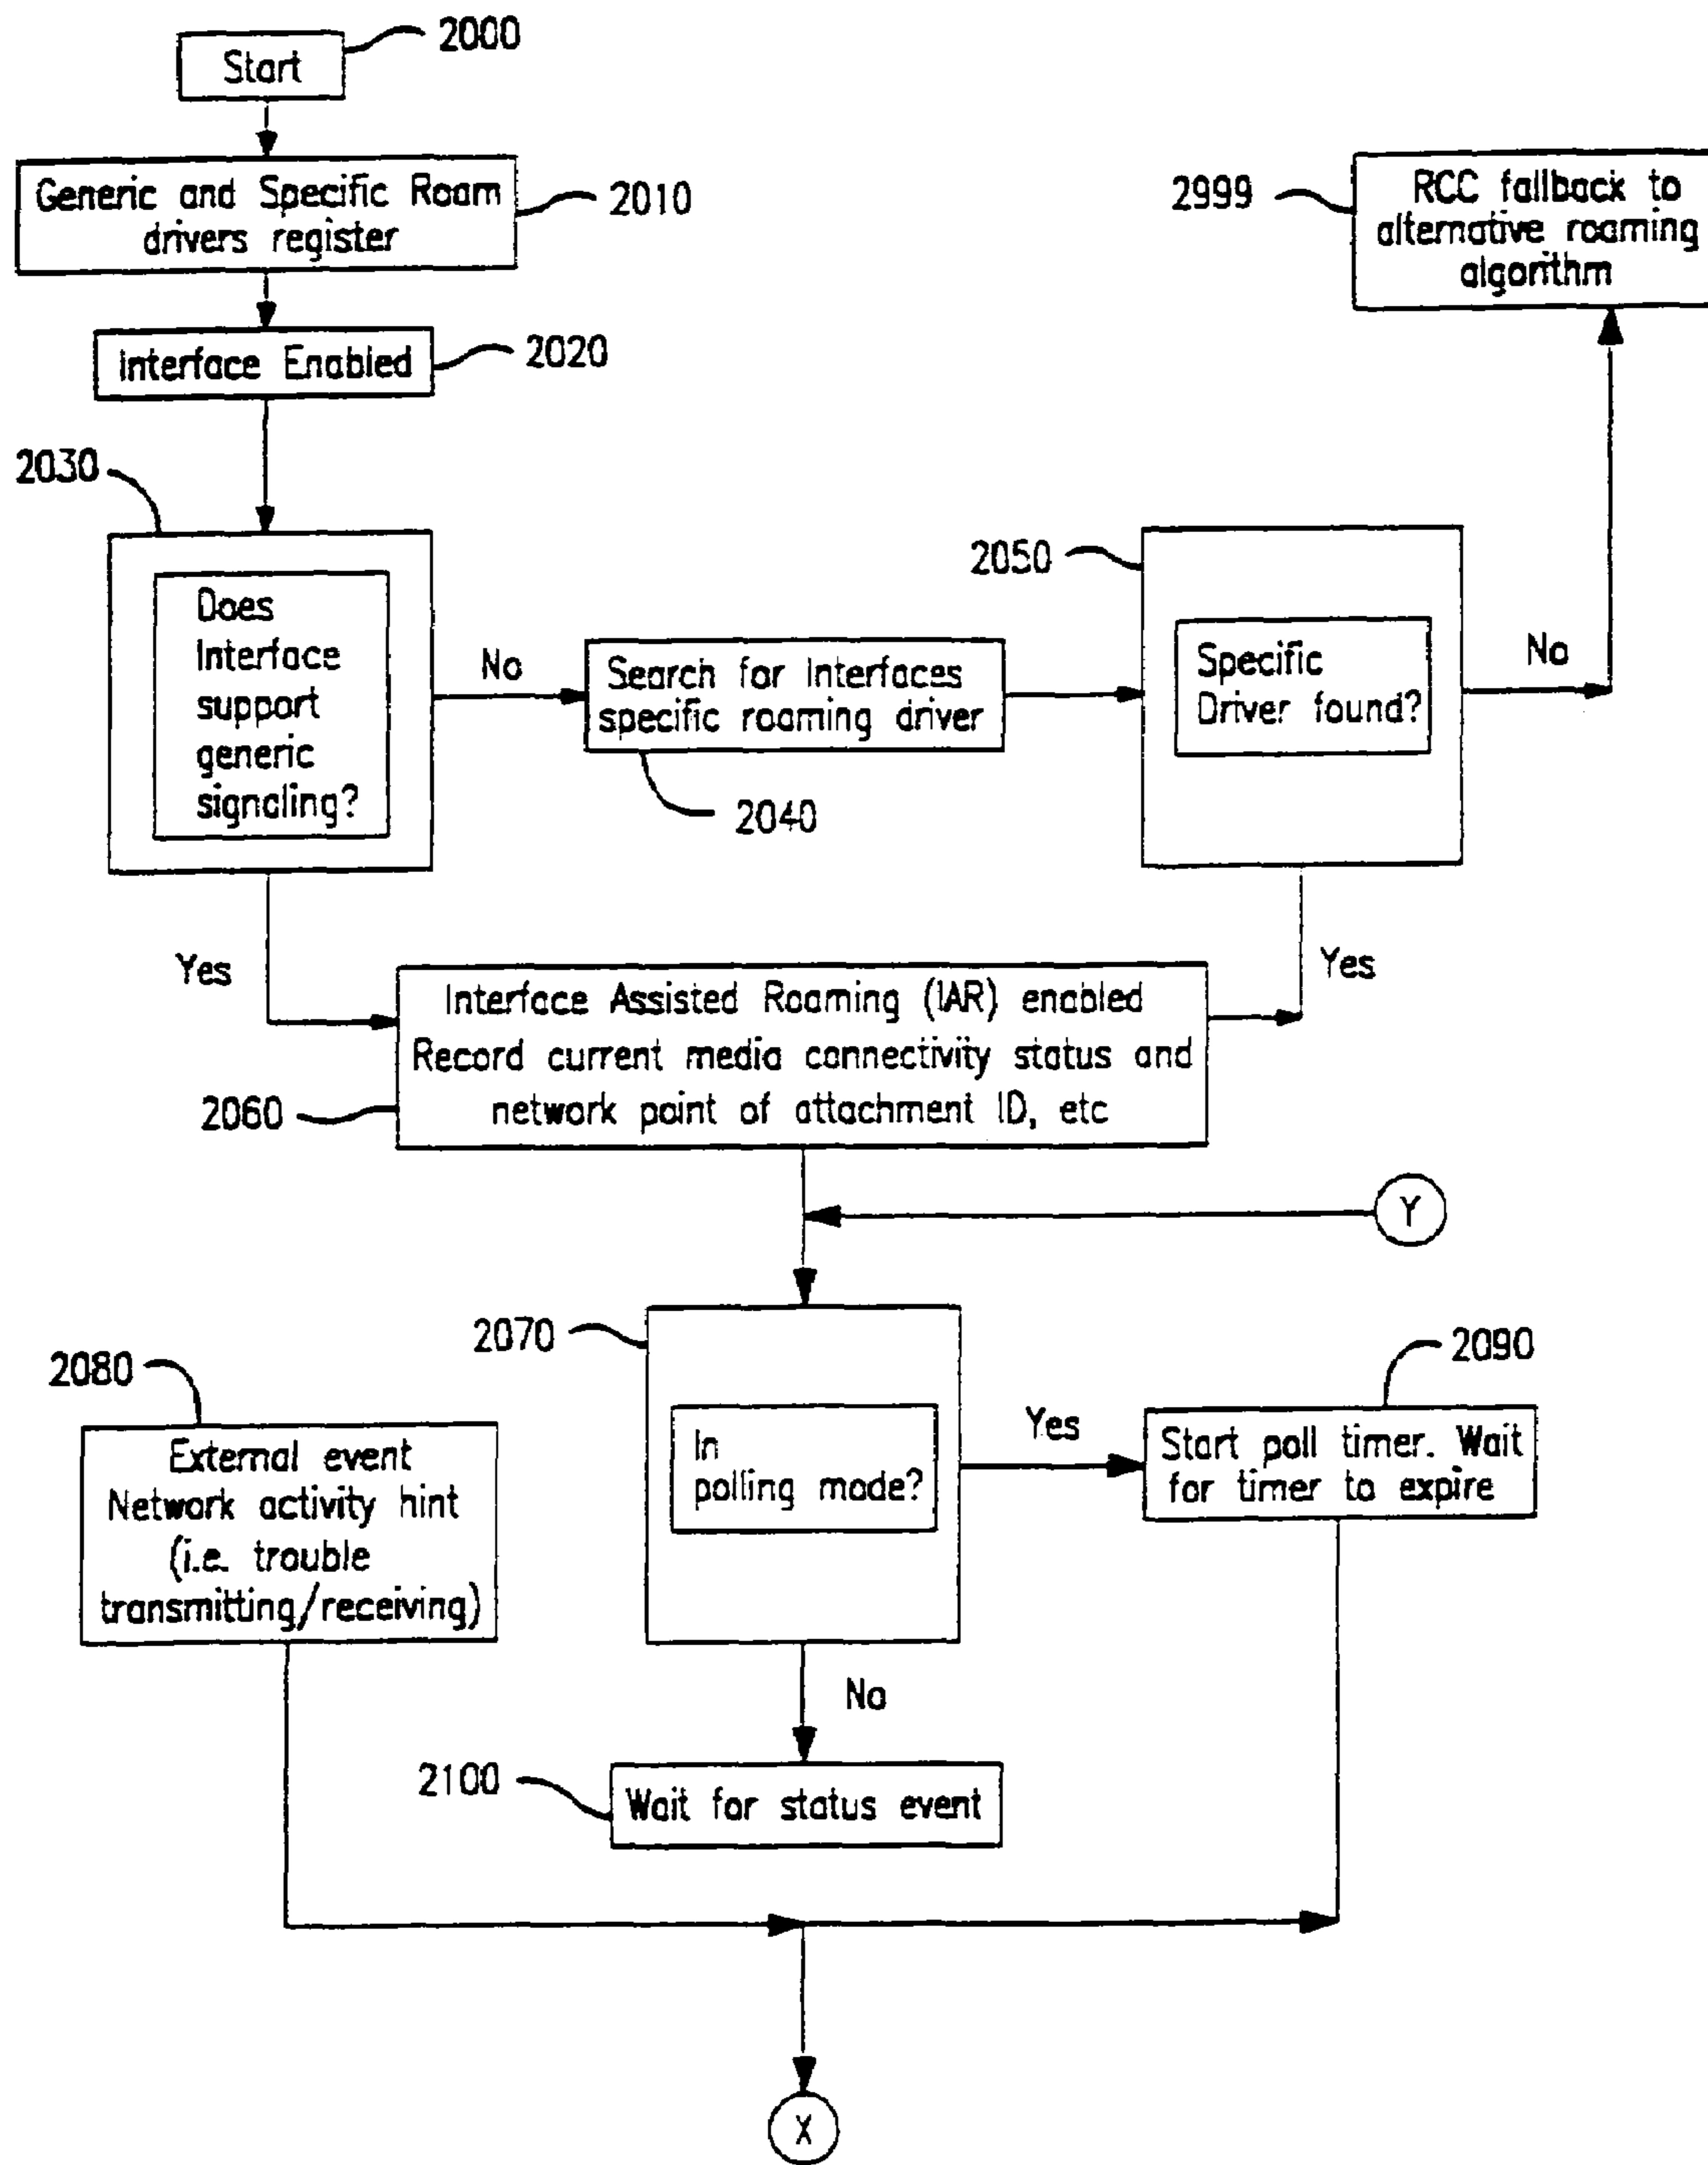 2000
Start
Generic and Specific Roam
drivers register
2010
2999
RCC fallback to
alternative roaming
algorithm
Interface Enabled
2020
2030
Does
Interface
support
generic
signaling?
No
Search for Interfaces
specific roaming driver
2040
2050
Specific
Driver found?
No
Yes
Yes
Interface Assisted Roaming (IAR) enabled
Record current media connectivity status and
network point of attachment ID, etc
2060
Y
2070
In
polling mode?
Yes
2090
Start poll timer. Wait
for timer to expire
2080
External event
Network activity hint
(i.e. trouble
transmitting/receiving)
No
2100
Wait for status event
X